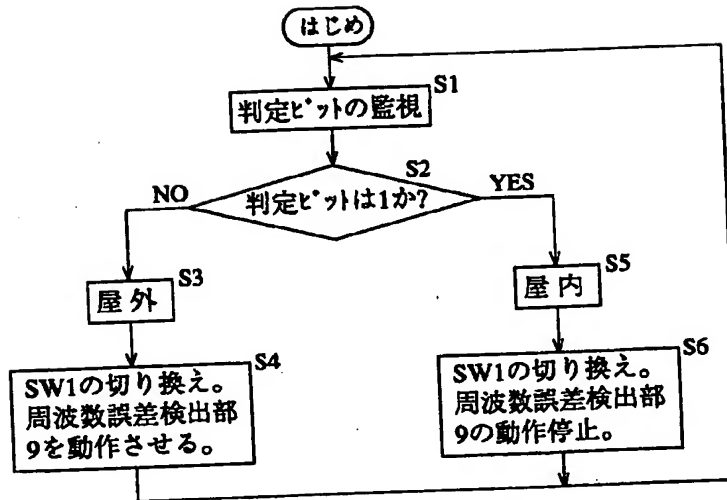 はじめ
S1
判定ビットの監視
S2
NO
YES
判定ビットは1か?
S3
屋外
S5
屋内
S4
SW1の切り換え。
周波数誤差検出部
9を動作させる。
S6
SW1の切り換え。
周波数誤差検出部
9の動作停止。